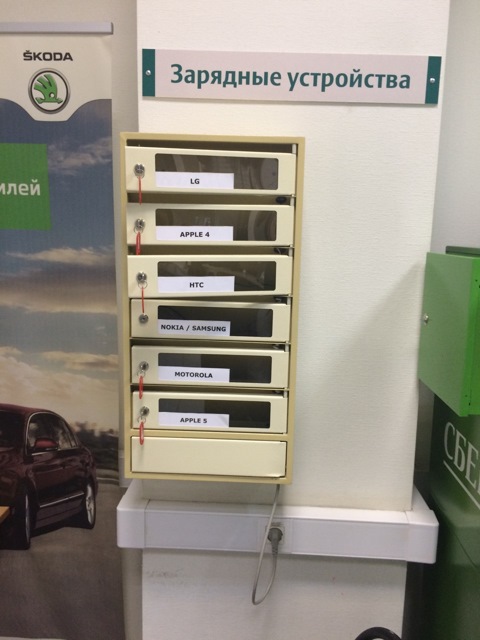 ŠKODA
Зарядные устройства
илей
LG
APPLE 4
HTC
NOKIA / SAMSUNG
MOTOROLA
APPLE 5
СБЕ